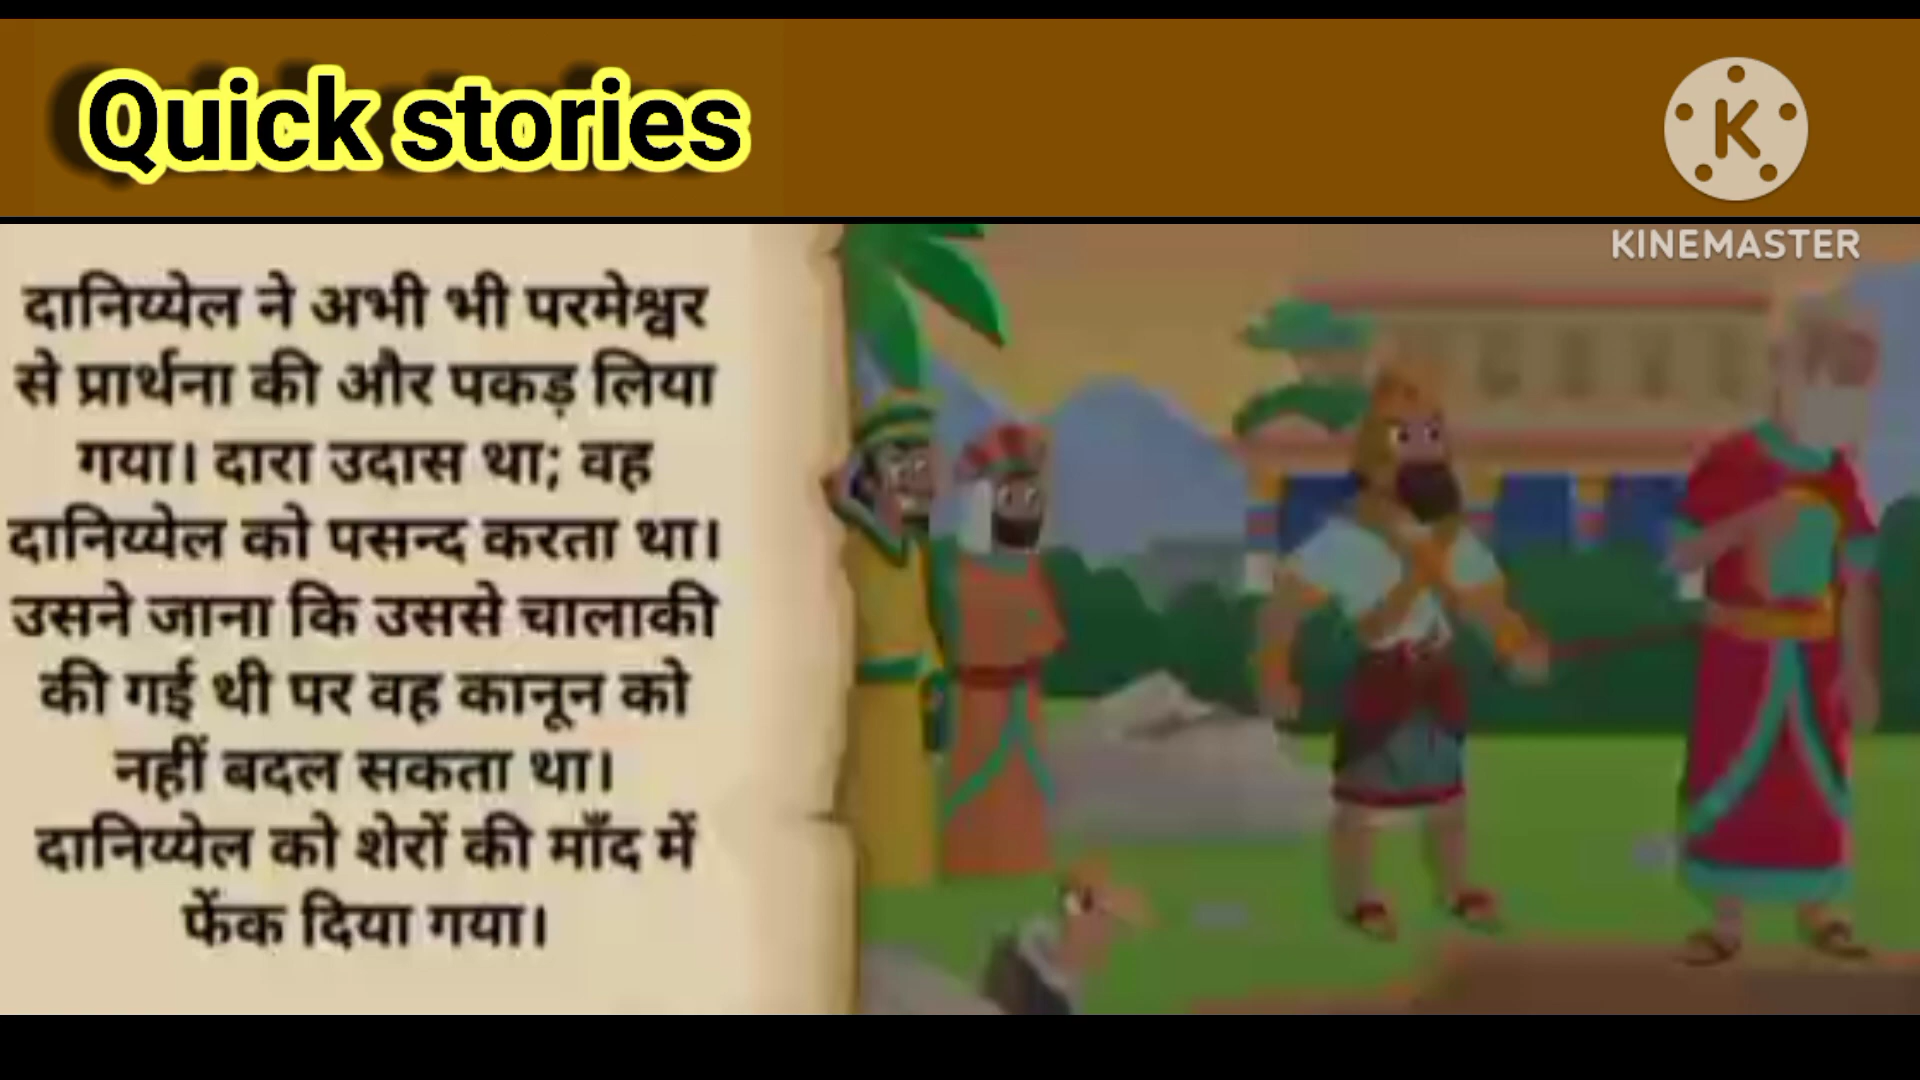 Quick stories
K
KINEMASTER
दानिय्येल ने अभी भी परमेश्वर
से प्रार्थना की और पकड़ लिया
गया। दारा उदास था; वह
दानिय्येल को पसन्द करता था।
उसने जाना कि उससे चालाकी
की गई थी पर वह कानून को
नहीं बदल सकता था।
दानिय्येल को शेरों की माँद में
फेंक दिया गया।